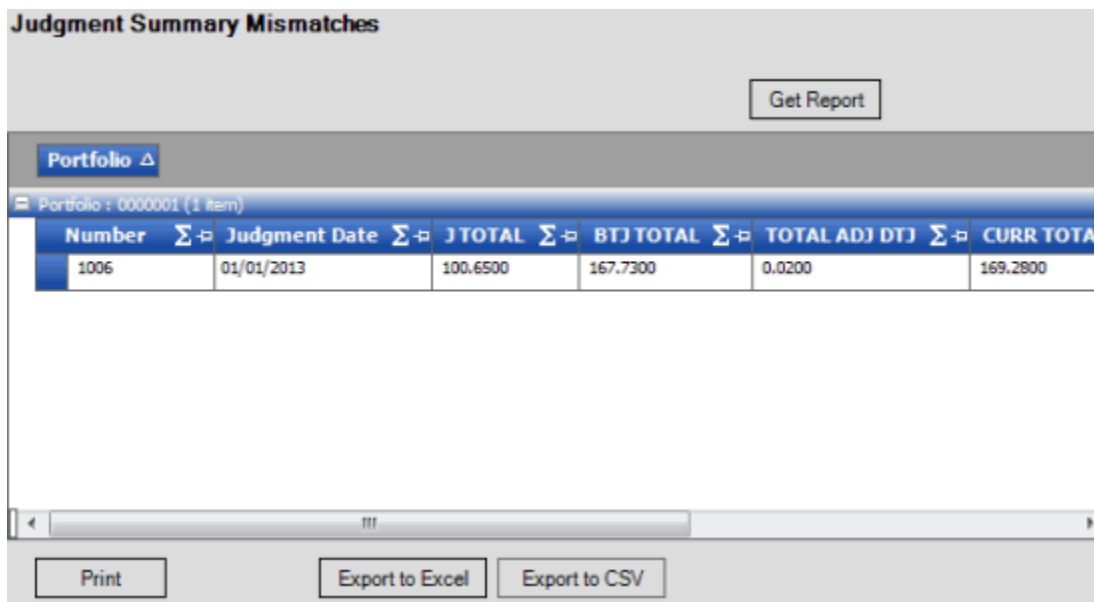 Judgment Summary Mismatches
Get Report
Portfolio
Portfolio : 0000001 (1 item)
Number Σ Judgment Date Σ J TOTAL Σ BTJ TOTAL Σ TOTAL ADJ DTJ Σ CURR TOTA
1006 01/01/2013 100.6500 167.7300 0.0200 169.2800
Print Export to Excel Export to CSV